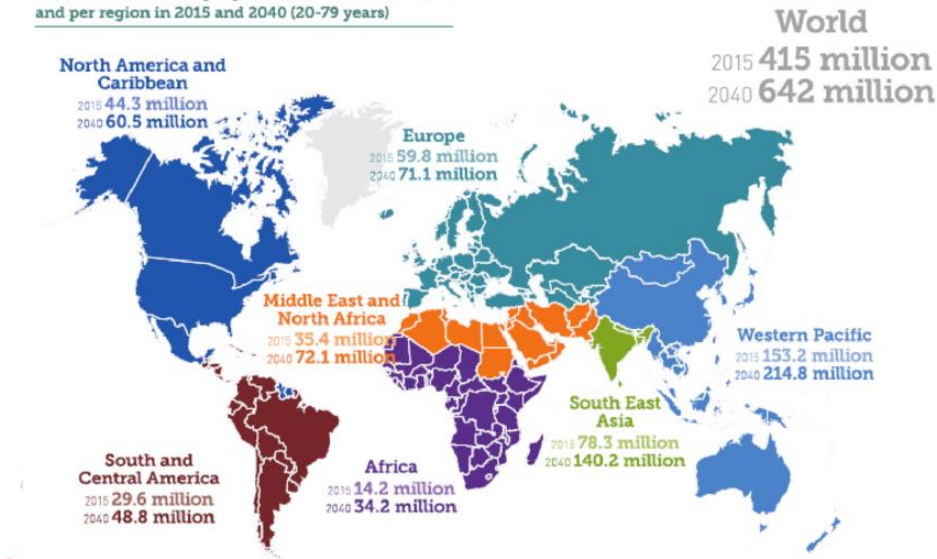 and per region in 2015 and 2040 (20-79 years)
World
2015 415 million
2040 642 million
North America and
Caribbean
2015 44.3 million
2040 60.5 million
Europe
2015 59.8 million
2040 71.1 million
Middle East and
North Africa
2015 35.4 million
2040 72.1 million
Western Pacific
2015 153.2 million
2040 214.8 million
South East
Asia
2015 78.3 million
2040 140.2 million
South and
Central America
2015 29.6 million
2040 48.8 million
Africa
2015 14.2 million
2040 34.2 million